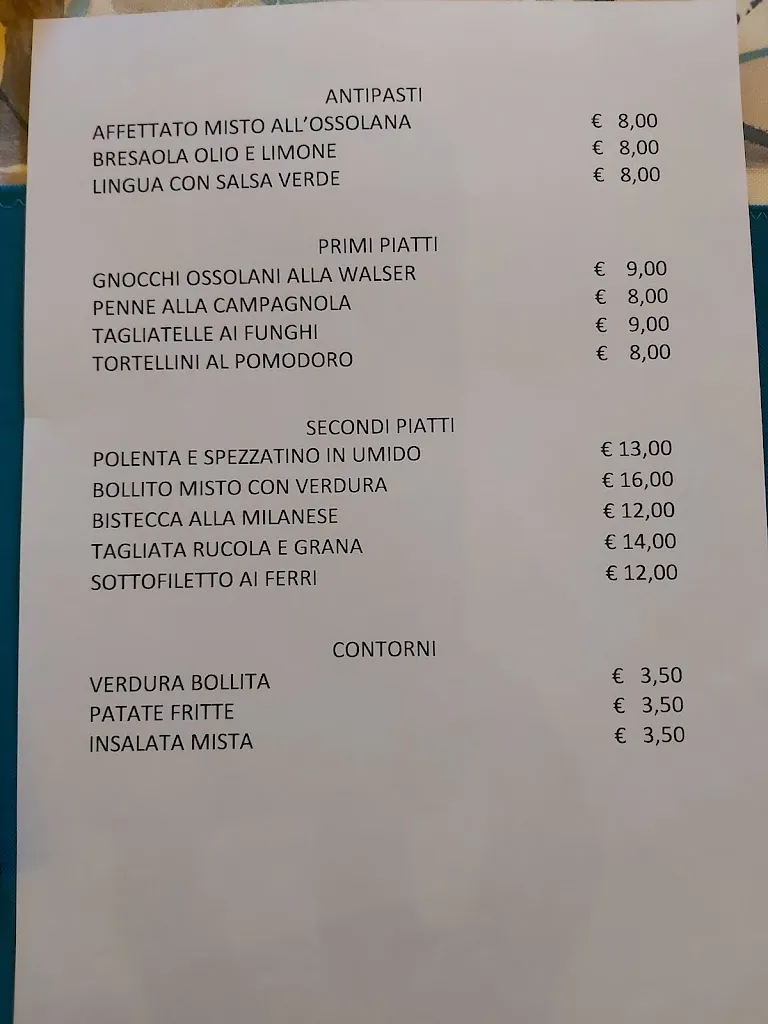 ANTIPASTI
AFFETTATO MISTO ALL'OSSOLANA € 8,00
BRESAOLA OLIO E LIMONE € 8,00
LINGUA CON SALSA VERDE € 8,00
PRIMI PIATTI
GNOCCHI OSSOLANI ALLA WALSER € 9,00
PENNE ALLA CAMPAGNOLA € 8,00
TAGLIATELLE AI FUNGHI € 9,00
TORTELLINI AL POMODORO € 8,00
SECONDI PIATTI
POLENTA E SPEZZATINO IN UMIDO € 13,00
BOLLITO MISTO CON VERDURA € 16,00
BISTECCA ALLA MILANESE € 12,00
TAGLIATA RUCOLA E GRANA € 14,00
SOTTOFILETTO AI FERRI € 12,00
CONTORNI
VERDURA BOLLITA € 3,50
PATATE FRITTE € 3,50
INSALATA MISTA € 3,50